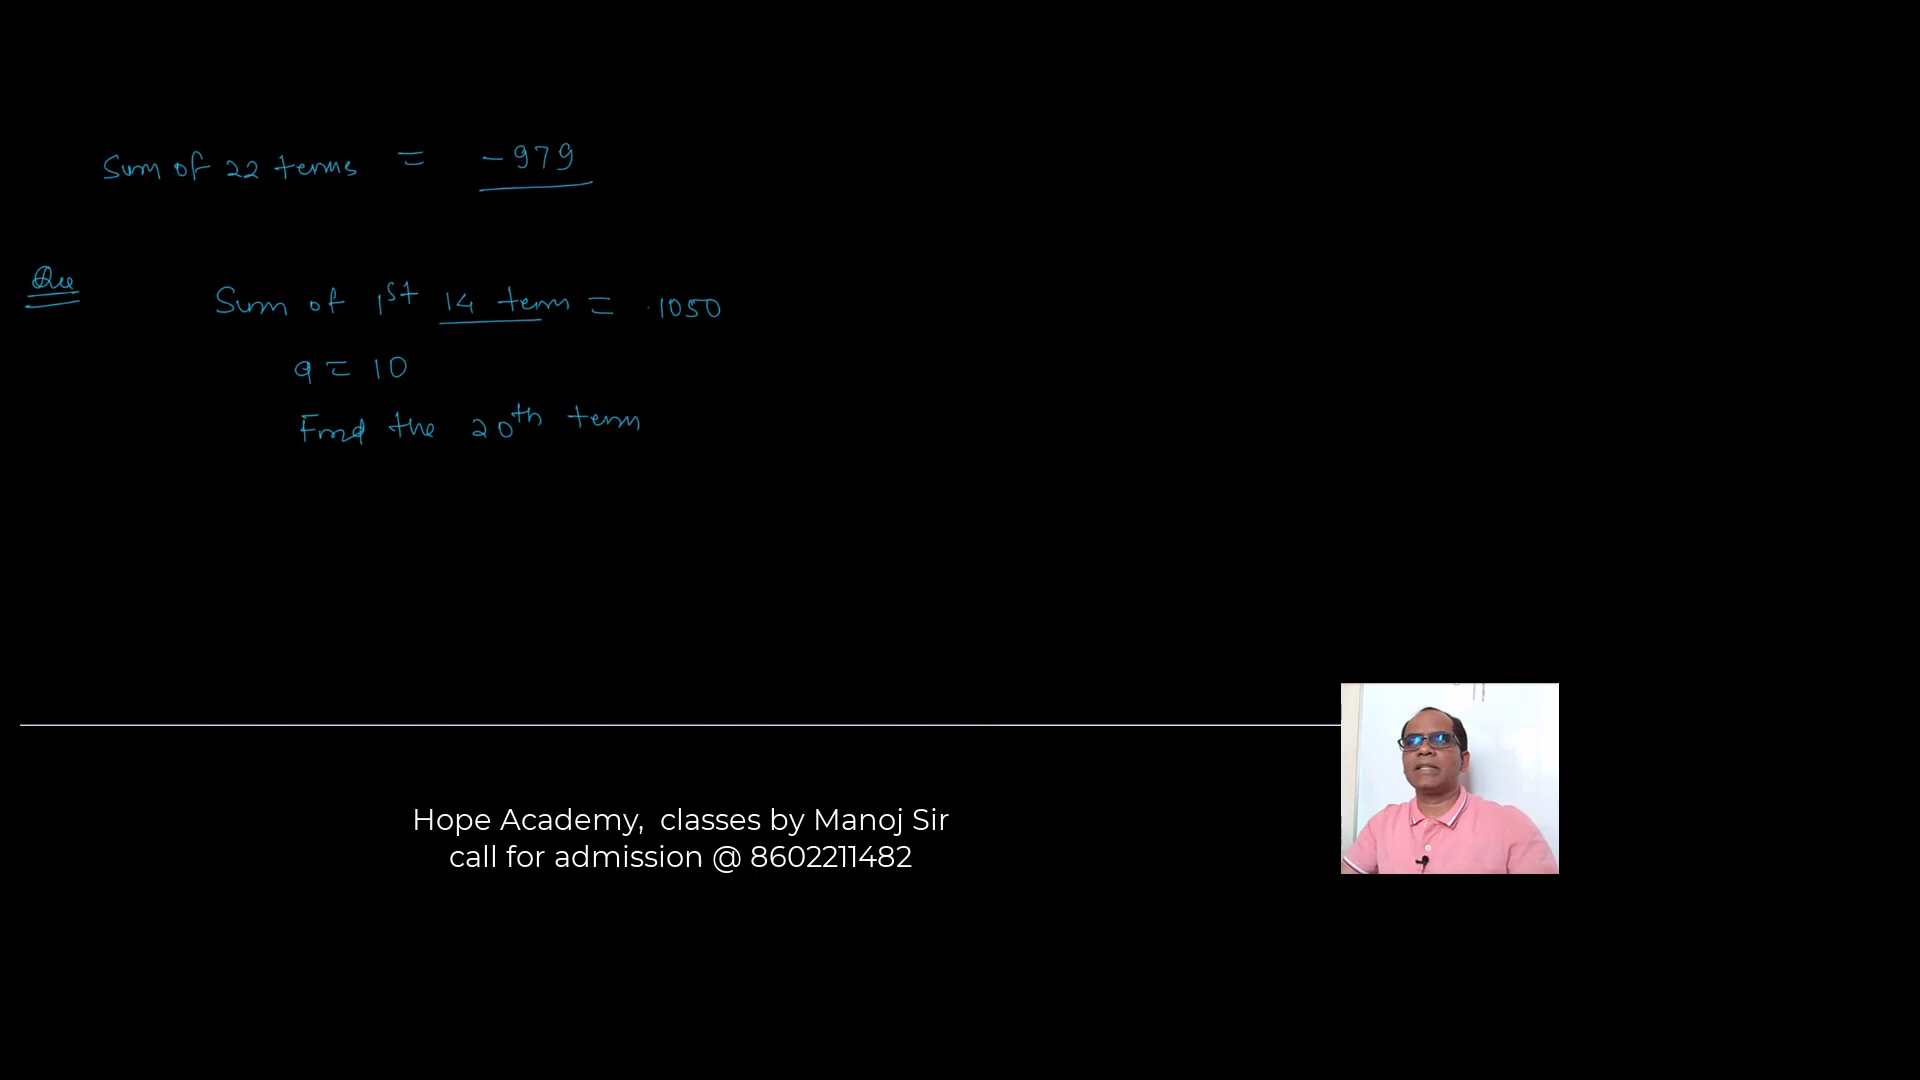 Sum of 22 terms = -979
Que
Sum of 1st 14 term = 1050
a = 10
Find the 20th term
Hope Academy, classes by Manoj Sir
call for admission @ 8602211482